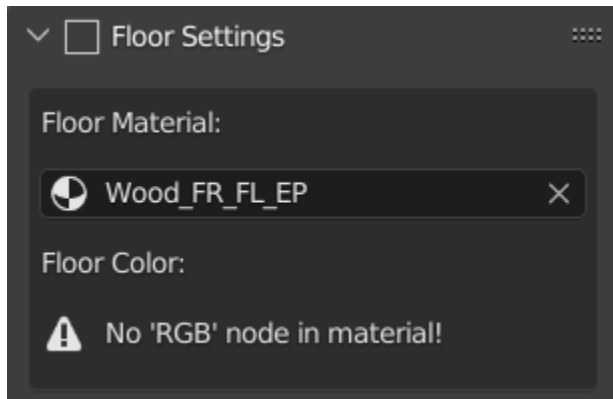 Floor Settings
Floor Material:
Wood_FR_FL_EP
Floor Color:
No 'RGB' node in material!